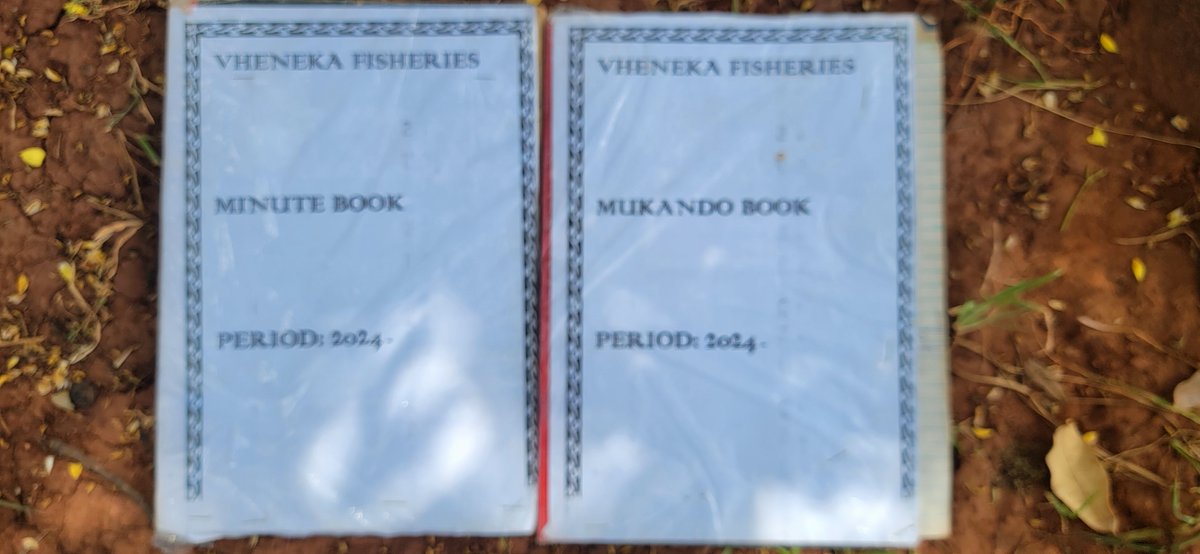 VHENEKA FISHERIES
MINUTE BOOK
PERIOD: 2024.
VHENEKA FISHERIES
MUKANDO BOOK
PERIOD: 2024.